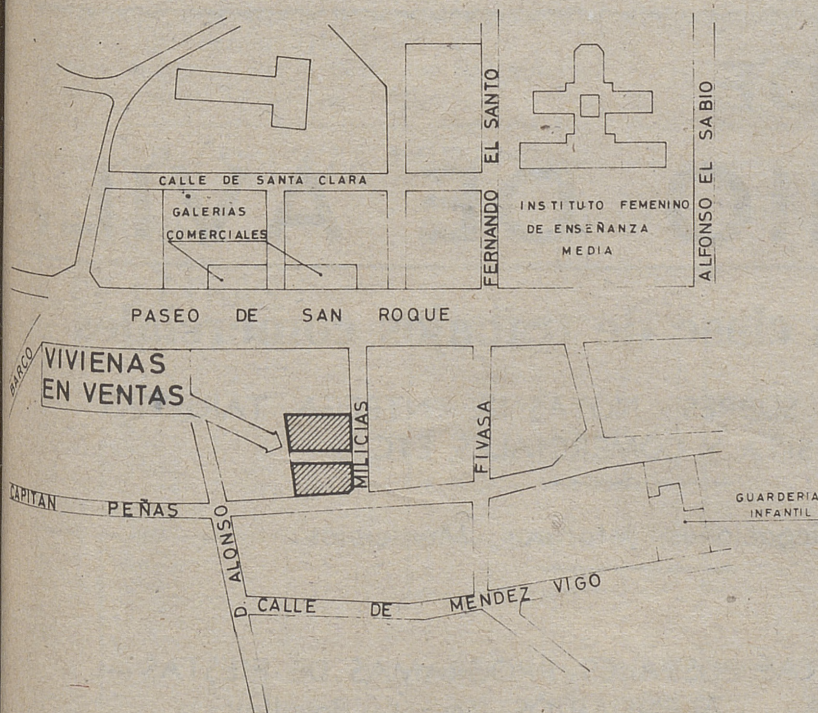 FERNANDO EL SANTO
ALFONSO EL SABIO
CALLE DE SANTA CLARA
GALERIAS
COMERCIALES
INSTITUTO FEMENINO
DE ENSEÑANZA
MEDIA
PASEO DE SAN ROQUE
BARCO
VIVIENAS
EN VENTAS
MILICIAS
FIVASA
CAPITAN PEÑAS
GUARDERIA
INFANTIL
D. ALONSO
CALLE DE MENDEZ VIGO